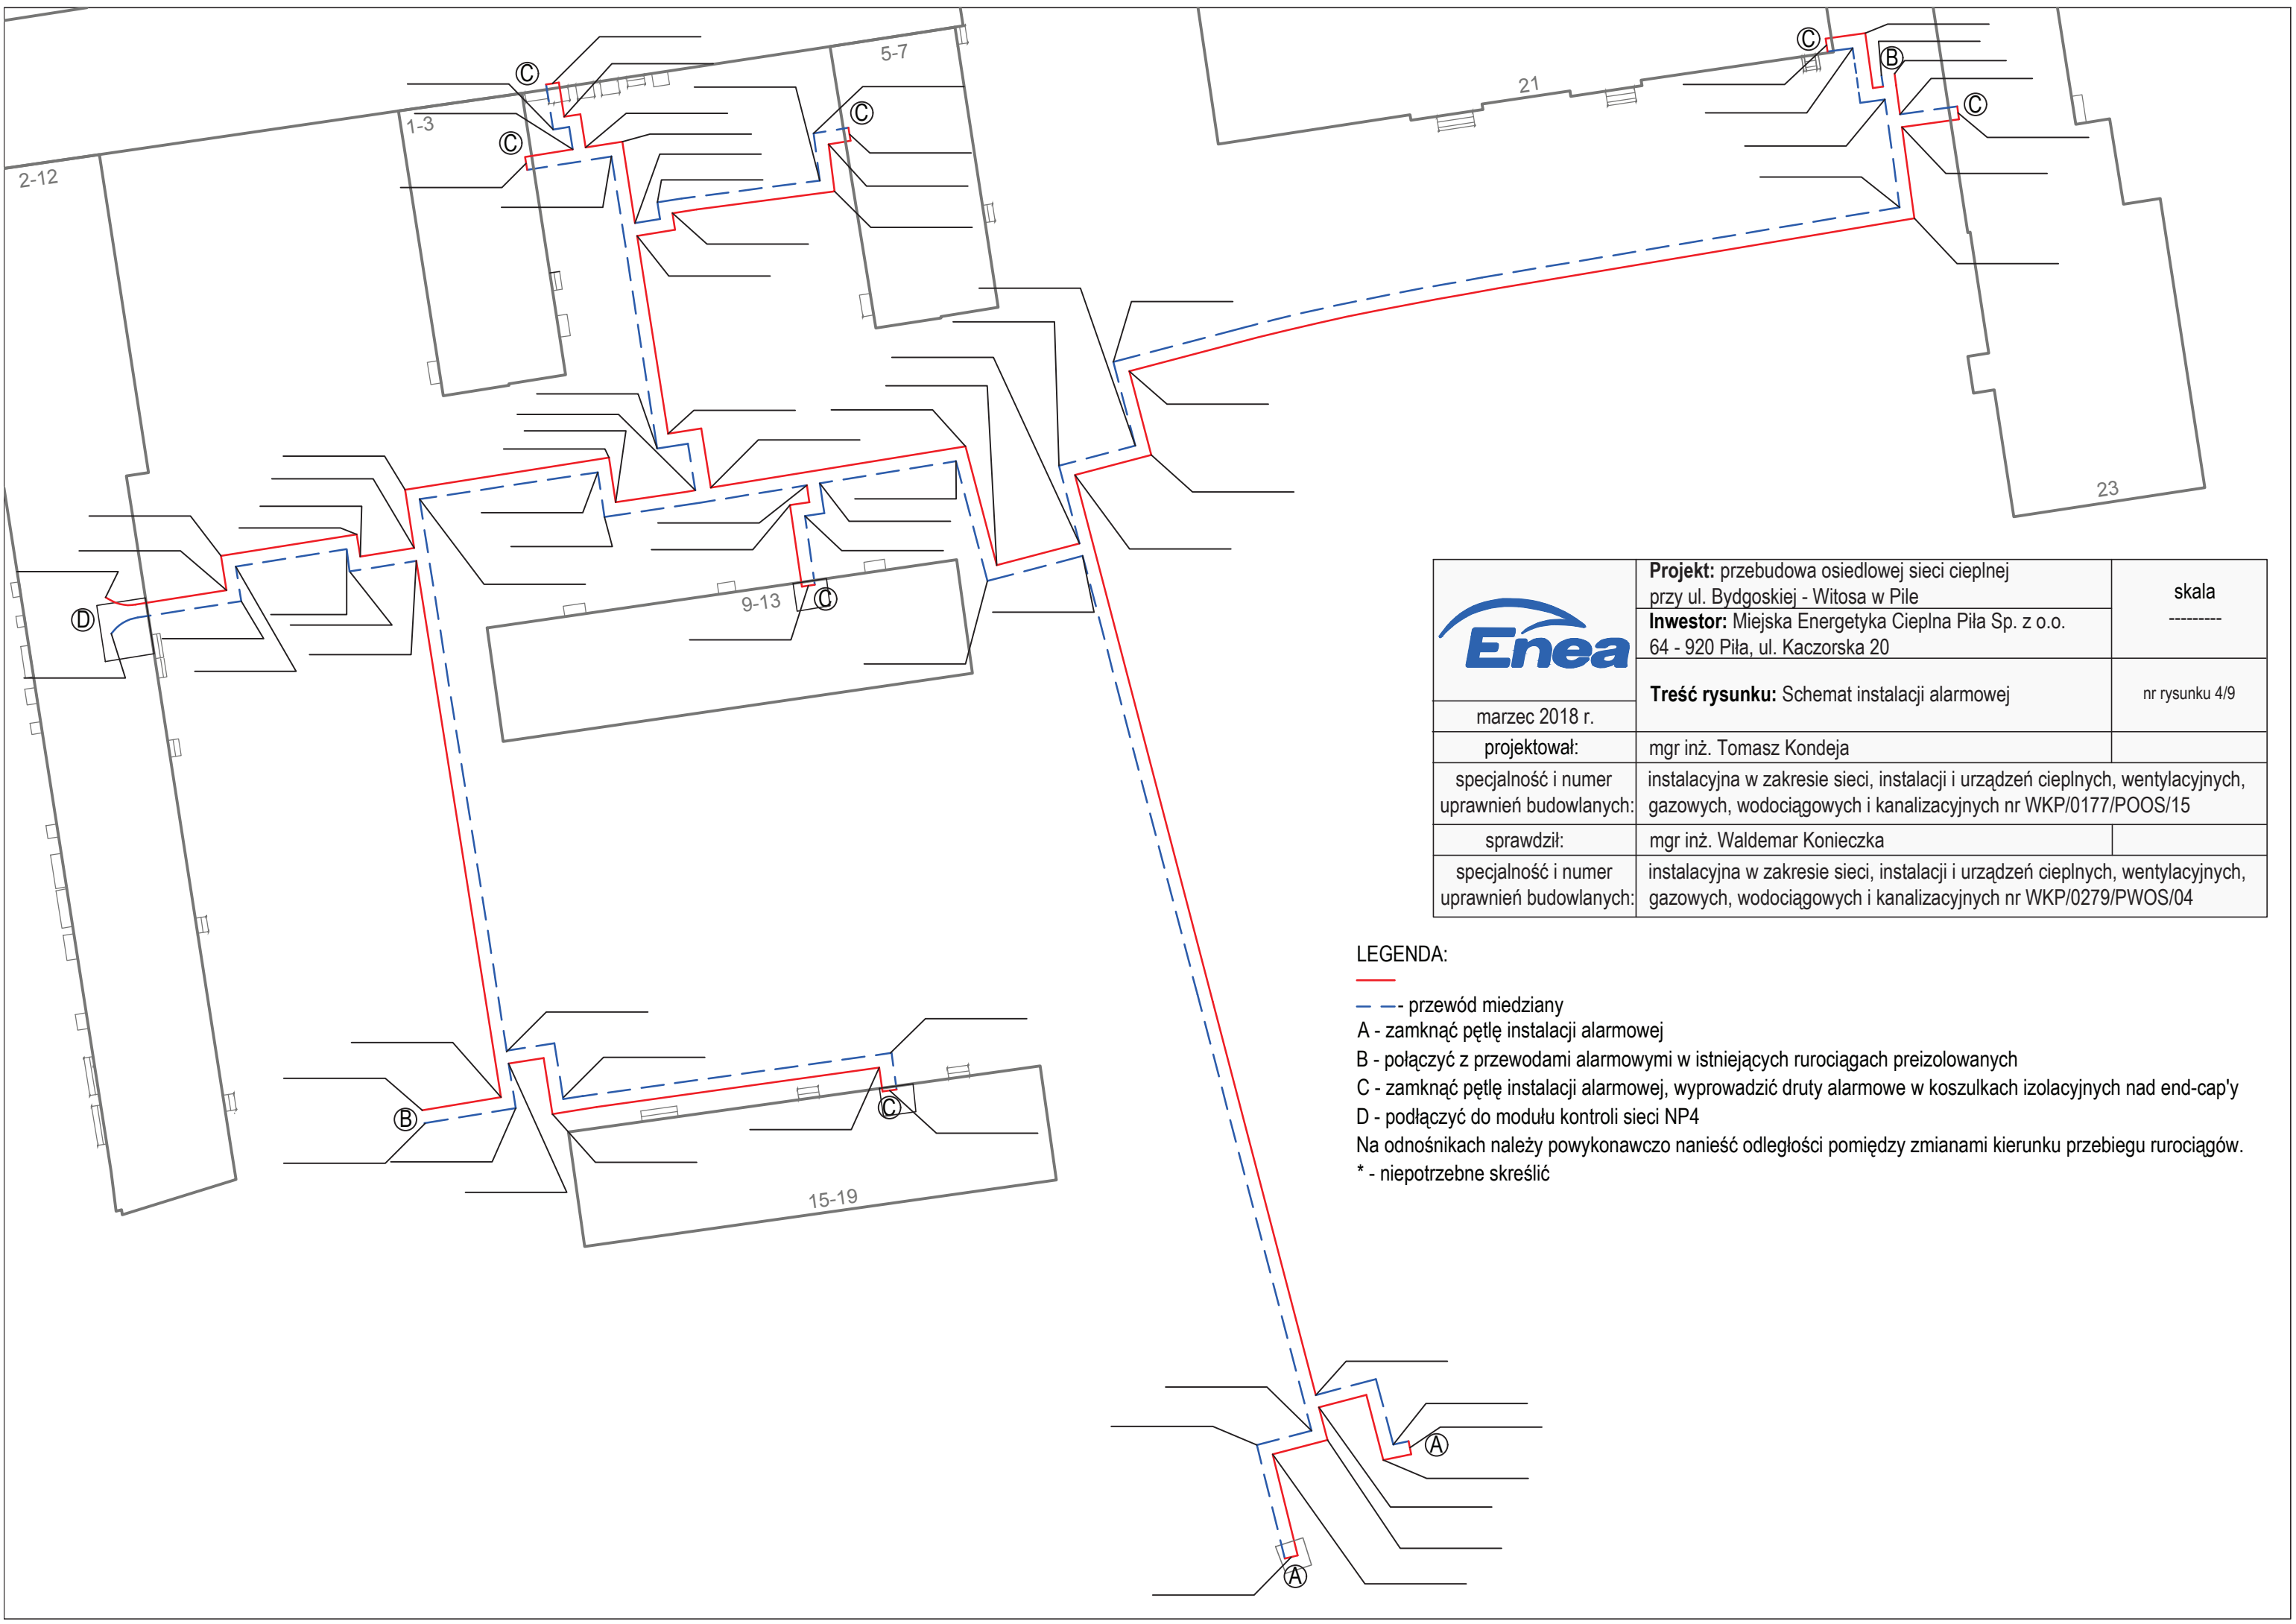 5-7
C
C
B
21
C
C
1-3
C
C
2-12
23
9-13
C
D
Enea
Projekt: przebudowa osiedlowej sieci cieplnej
przy ul. Bydgoskiej - Witosa w Pile
skala
---------
Inwestor: Miejska Energetyka Cieplna Piła Sp. z o.o.
64 - 920 Piła, ul. Kaczorska 20
Treść rysunku: Schemat instalacji alarmowej
nr rysunku 4/9
marzec 2018 r.
projektował:
mgr inż. Tomasz Kondeja
specjalność i numer
uprawnień budowlanych:
instalacyjna w zakresie sieci, instalacji i urządzeń cieplnych, wentylacyjnych,
gazowych, wodociągowych i kanalizacyjnych nr WKP/0177/POOS/15
sprawdził:
mgr inż. Waldemar Konieczka
specjalność i numer
uprawnień budowlanych:
instalacyjna w zakresie sieci, instalacji i urządzeń cieplnych, wentylacyjnych,
gazowych, wodociągowych i kanalizacyjnych nr WKP/0279/PWOS/04
LEGENDA:
- przewód miedziany
A - zamknąć pętlę instalacji alarmowej
B - połączyć z przewodami alarmowymi w istniejących rurociągach preizolowanych
C - zamknąć pętlę instalacji alarmowej, wyprowadzić druty alarmowe w koszulkach izolacyjnych nad end-cap'y
D - podłączyć do modułu kontroli sieci NP4
Na odnośnikach należy powykonawczo nanieść odległości pomiędzy zmianami kierunku przebiegu rurociągów.
* - niepotrzebne skreślić
B
C
15-19
A
A